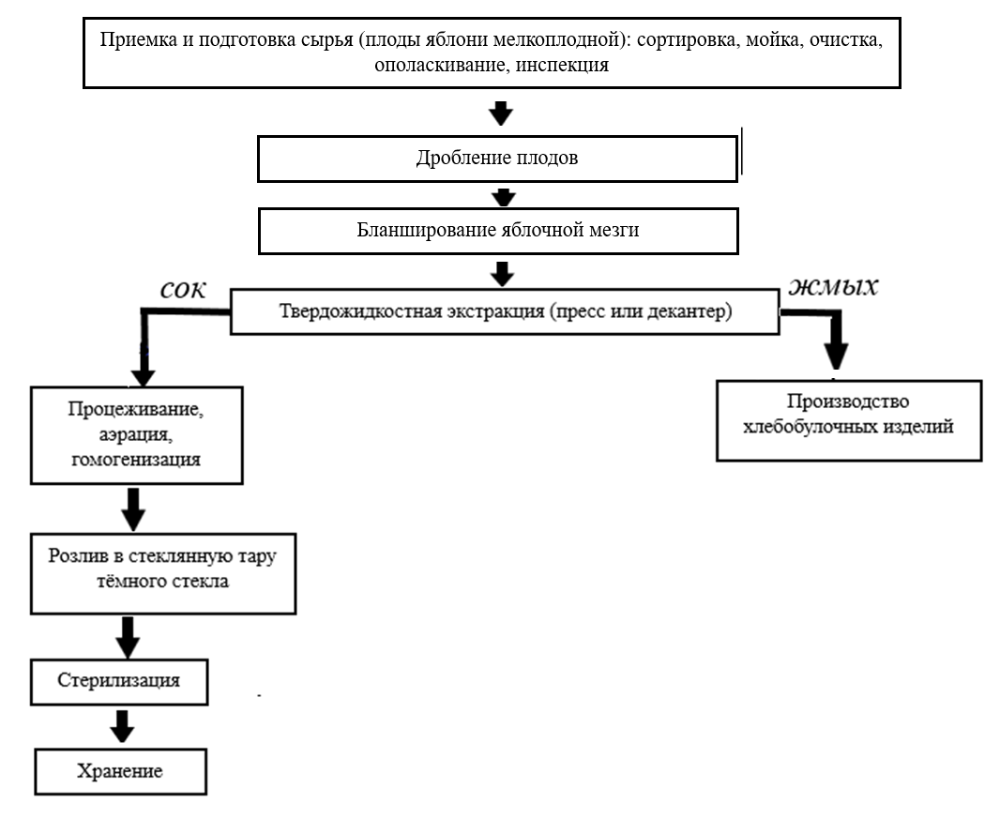 Приемка и подготовка сырья (плоды яблони мелкоплодной): сортировка, мойка, очистка,
ополаскивание, инспекция
Дробление плодов
Бланширование яблочной мезги
сок
жмых
Твердожидкостная экстракция (пресс или декантер)
Процеживание,
аэрация,
гомогенизация
Производство
хлебобулочных изделий
Розлив в стеклянную тару
тёмного стекла
Стерилизация
Хранение